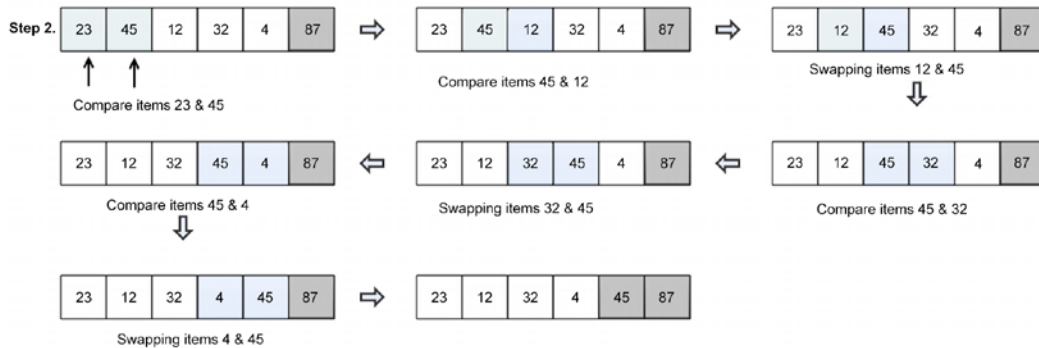 Step 2. 23 45 12 32 4 87
Compare items 23 & 45
23 45 12 32 4 87
Compare items 45 & 12
23 12 45 32 4 87
Swapping items 12 & 45
23 12 45 32 4 87
Compare items 45 & 32
23 12 32 45 4 87
Swapping items 32 & 45
23 12 32 45 4 87
Compare items 45 & 4
23 12 32 4 45 87
Swapping items 4 & 45
23 12 32 4 45 87